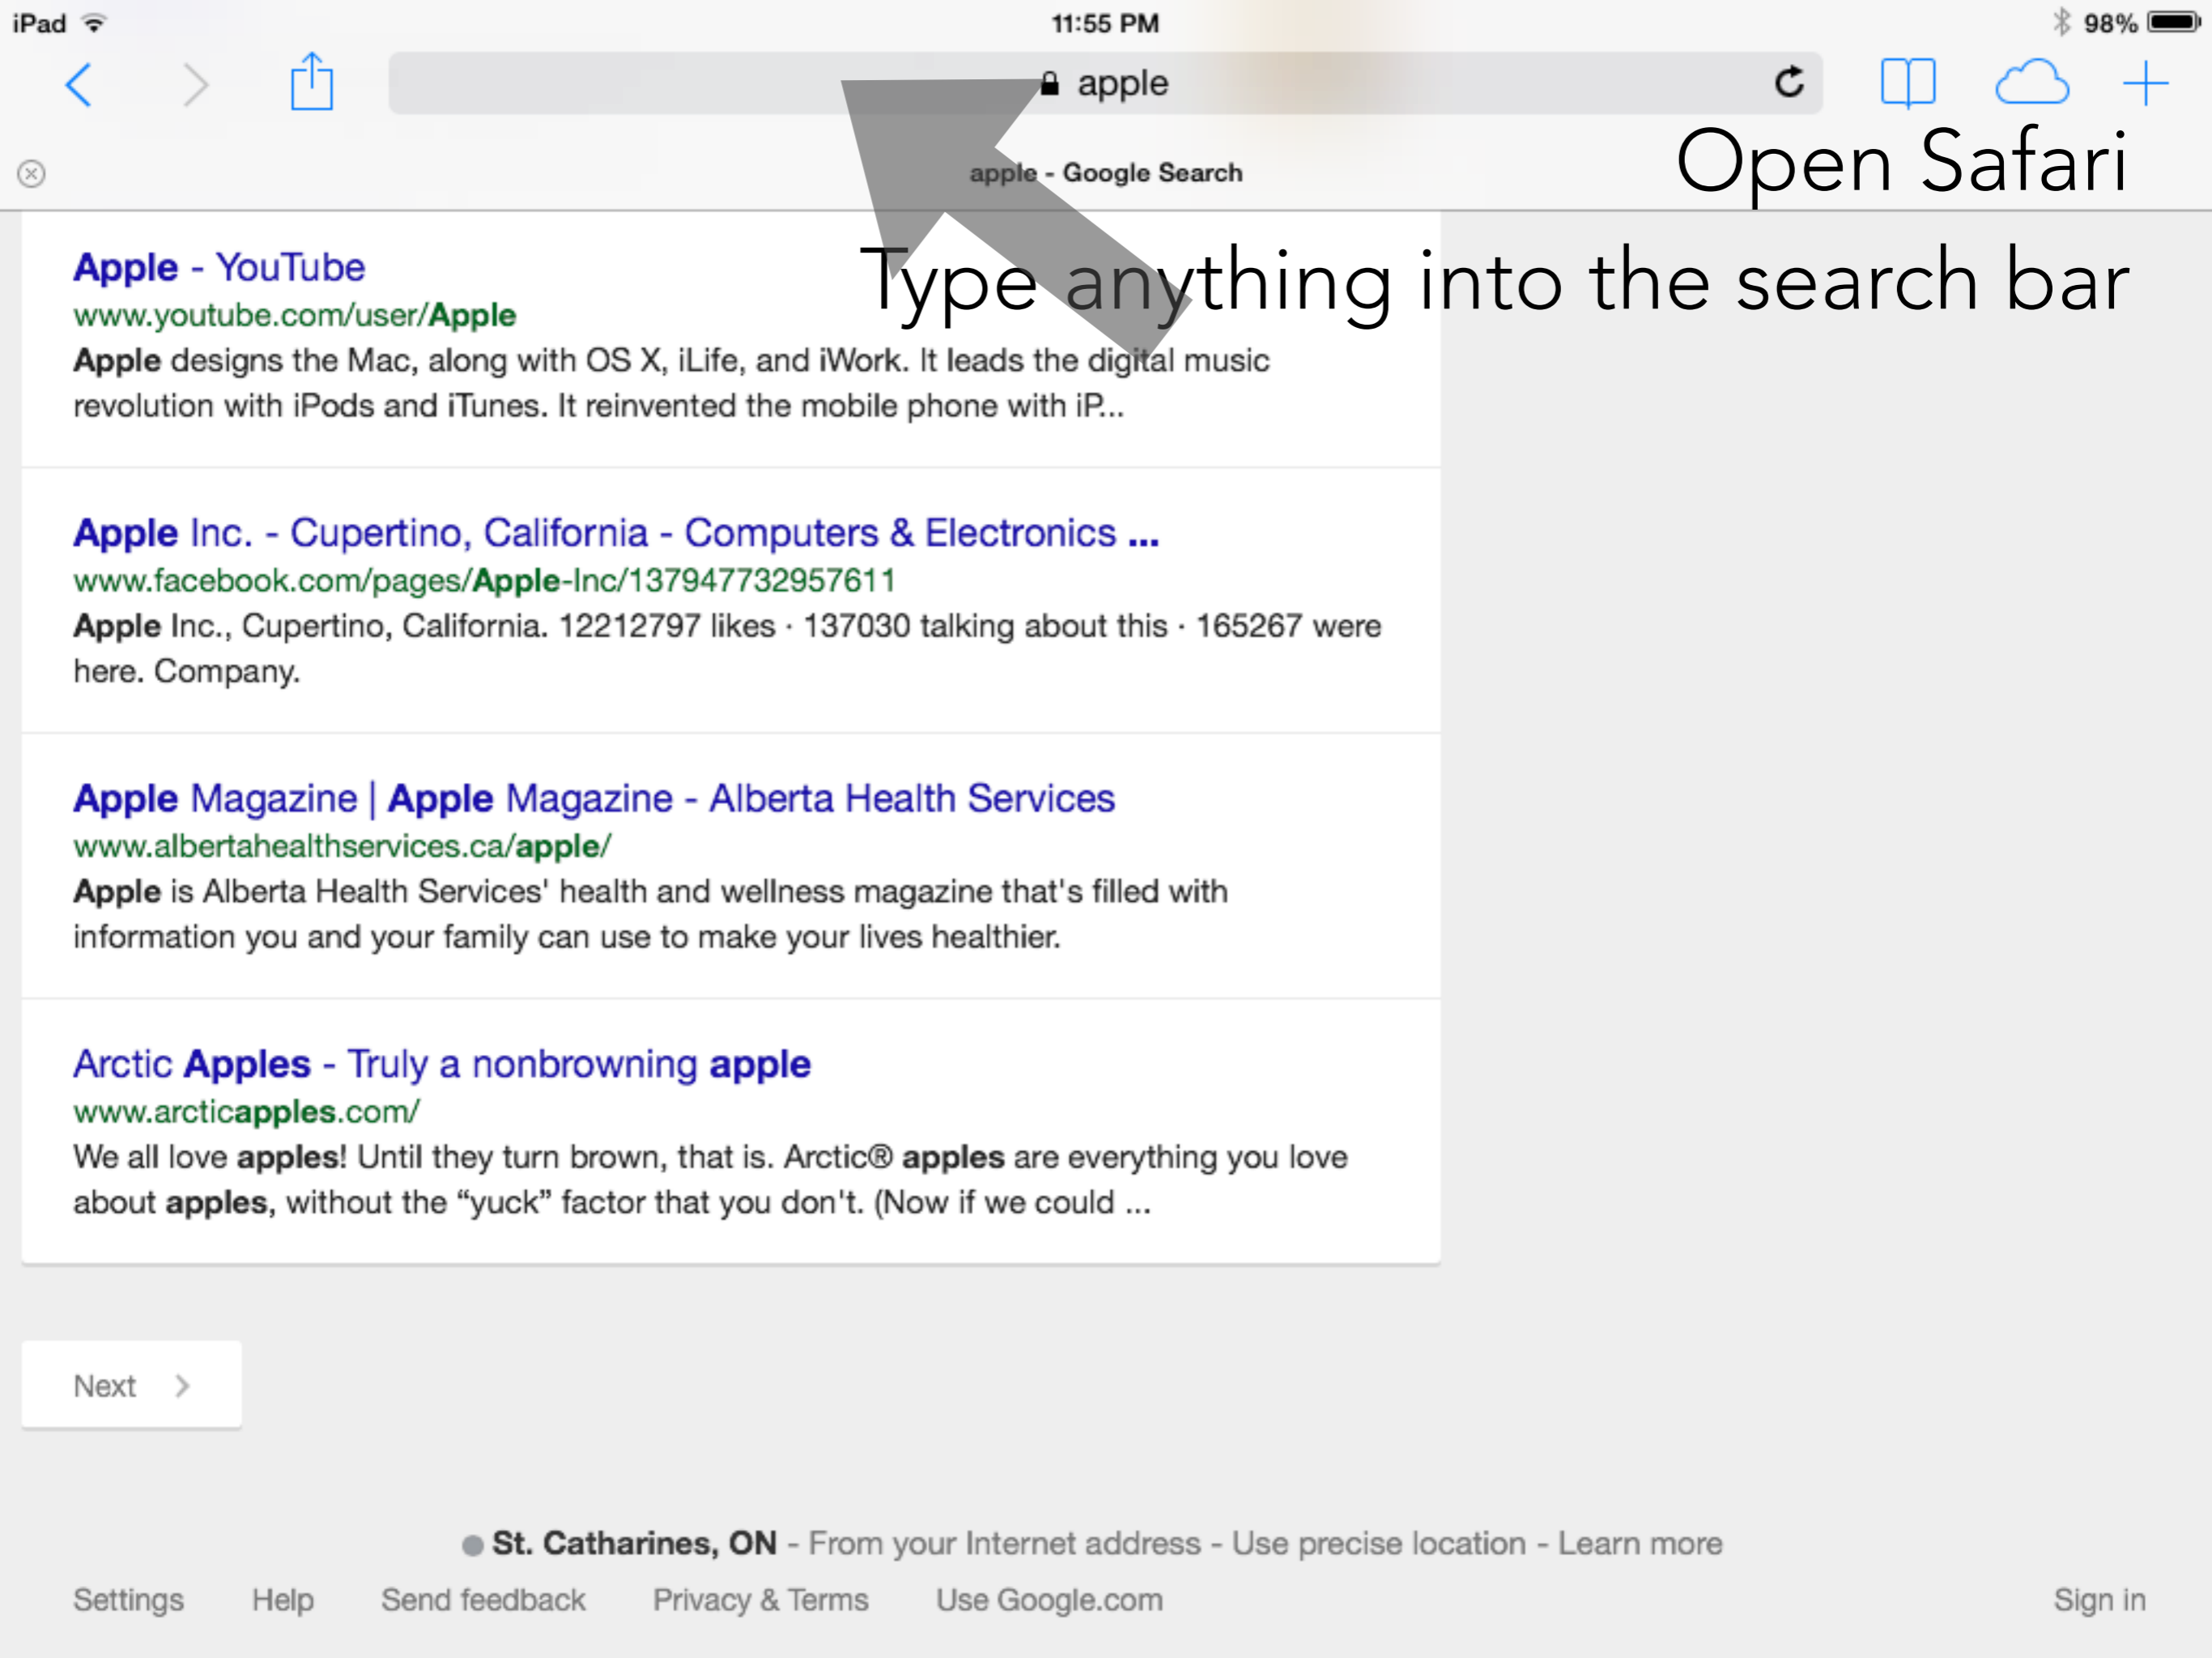 iPad 11:55 PM 98%
apple
Open Safari
apple - Google Search
Type anything into the search bar
Apple - YouTube
www.youtube.com/user/Apple
Apple designs the Mac, along with OS X, iLife, and iWork. It leads the digital music
revolution with iPods and iTunes. It reinvented the mobile phone with iP...
Apple Inc. - Cupertino, California - Computers & Electronics ...
www.facebook.com/pages/Apple-Inc/137947732957611
Apple Inc., Cupertino, California. 12212797 likes · 137030 talking about this · 165267 were
here. Company.
Apple Magazine | Apple Magazine - Alberta Health Services
www.albertahealthservices.ca/apple/
Apple is Alberta Health Services' health and wellness magazine that's filled with
information you and your family can use to make your lives healthier.
Arctic Apples - Truly a nonbrowning apple
www.arcticapples.com/
We all love apples! Until they turn brown, that is. Arctic® apples are everything you love
about apples, without the “yuck” factor that you don't. (Now if we could ...
Next
St. Catharines, ON - From your Internet address - Use precise location - Learn more
Settings Help Send feedback Privacy & Terms Use Google.com Sign in